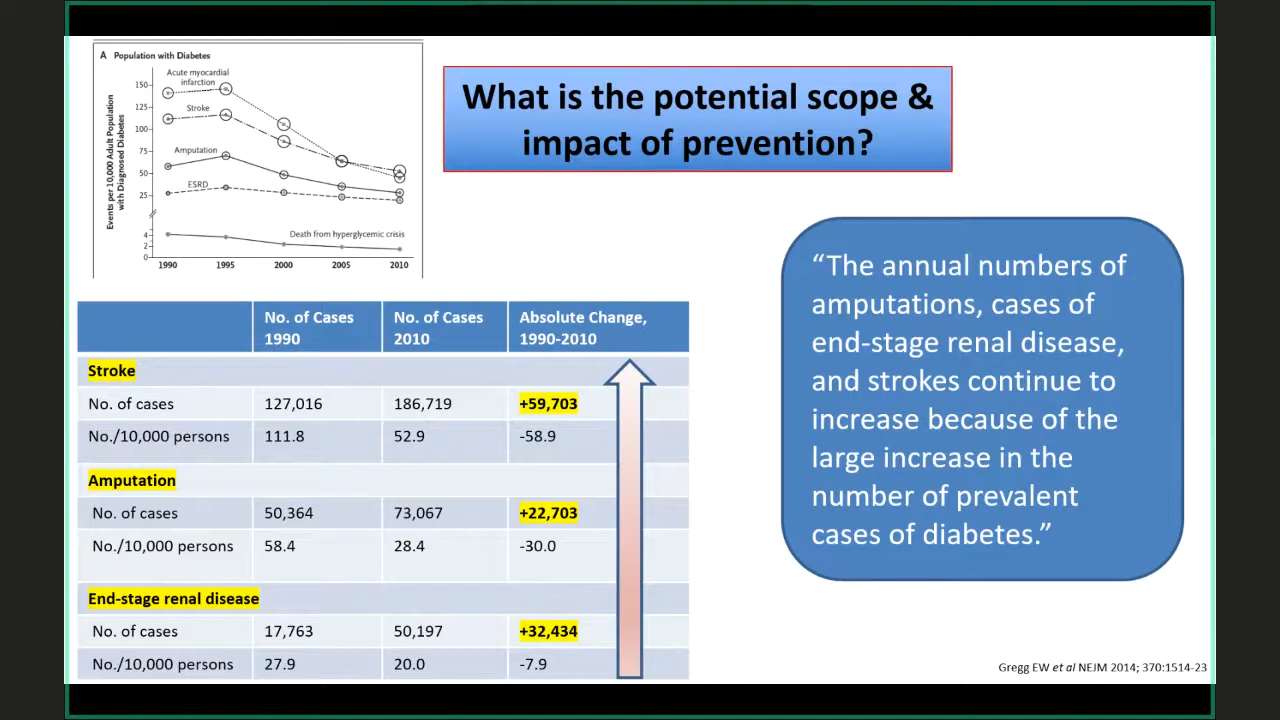 A Population with Diabetes
Acute myocardial
infarction
Stroke
Amputation
ESRD
Death from hyperglycemic crisis
Events per 10,000 Adult Population
with Diagnosed Diabetes
150
125
100
75
50
25
4
2
0
1990 1995 2000 2005 2010
What is the potential scope &
impact of prevention?
No. of Cases 1990 No. of Cases 2010 Absolute Change, 1990-2010
Stroke
No. of cases 127,016 186,719 +59,703
No./10,000 persons 111.8 52.9 -58.9
Amputation
No. of cases 50,364 73,067 +22,703
No./10,000 persons 58.4 28.4 -30.0
End-stage renal disease
No. of cases 17,763 50,197 +32,434
No./10,000 persons 27.9 20.0 -7.9
“The annual numbers of
amputations, cases of
end-stage renal disease,
and strokes continue to
increase because of the
large increase in the
number of prevalent
cases of diabetes.”
Gregg EW et al NEJM 2014; 370:1514-23